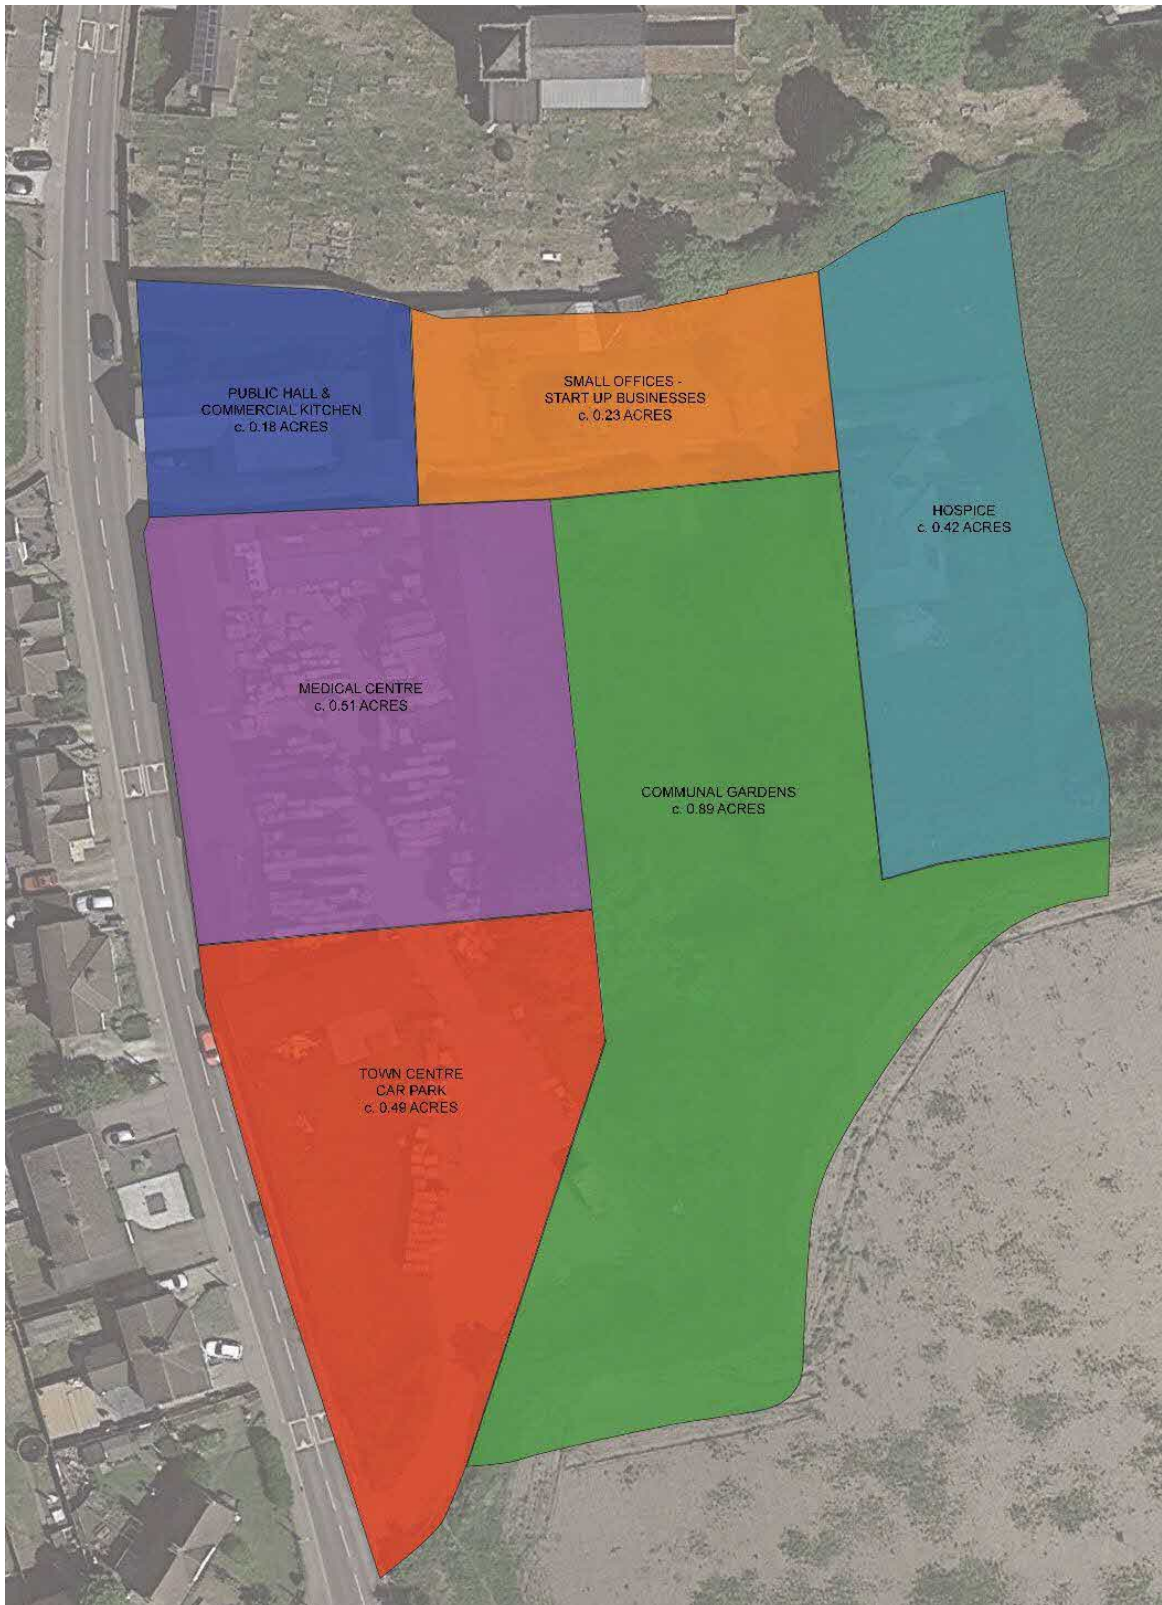 PUBLIC HALL &
COMMERCIAL KITCHEN
c. 0.18 ACRES
SMALL OFFICES -
START UP BUSINESSES
c. 0.23 ACRES
HOSPICE
c. 0.42 ACRES
MEDICAL CENTRE
c. 0.51 ACRES
COMMUNAL GARDENS
c. 0.89 ACRES
TOWN CENTRE
CAR PARK
c. 0.49 ACRES